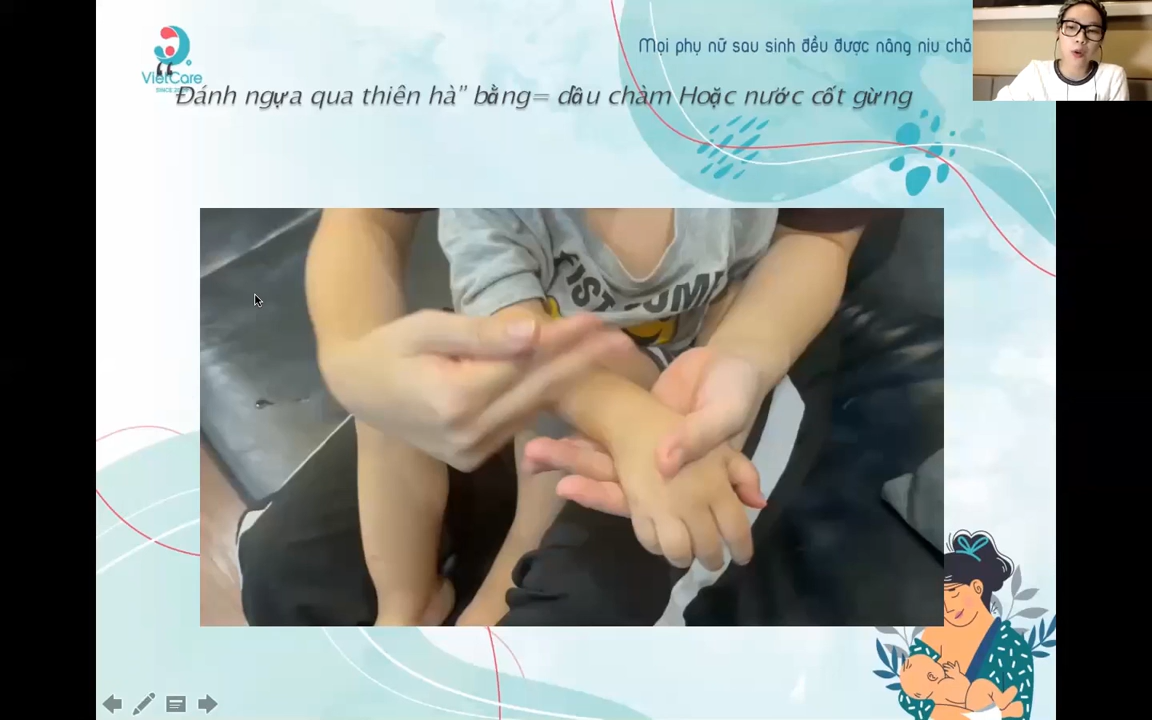 Mọi phụ nữ sau sinh đều được nâng niu chă
VietCare
"Đánh ngựa qua thiên hà" bằng= dầu chàm Hoặc nước cốt gừng